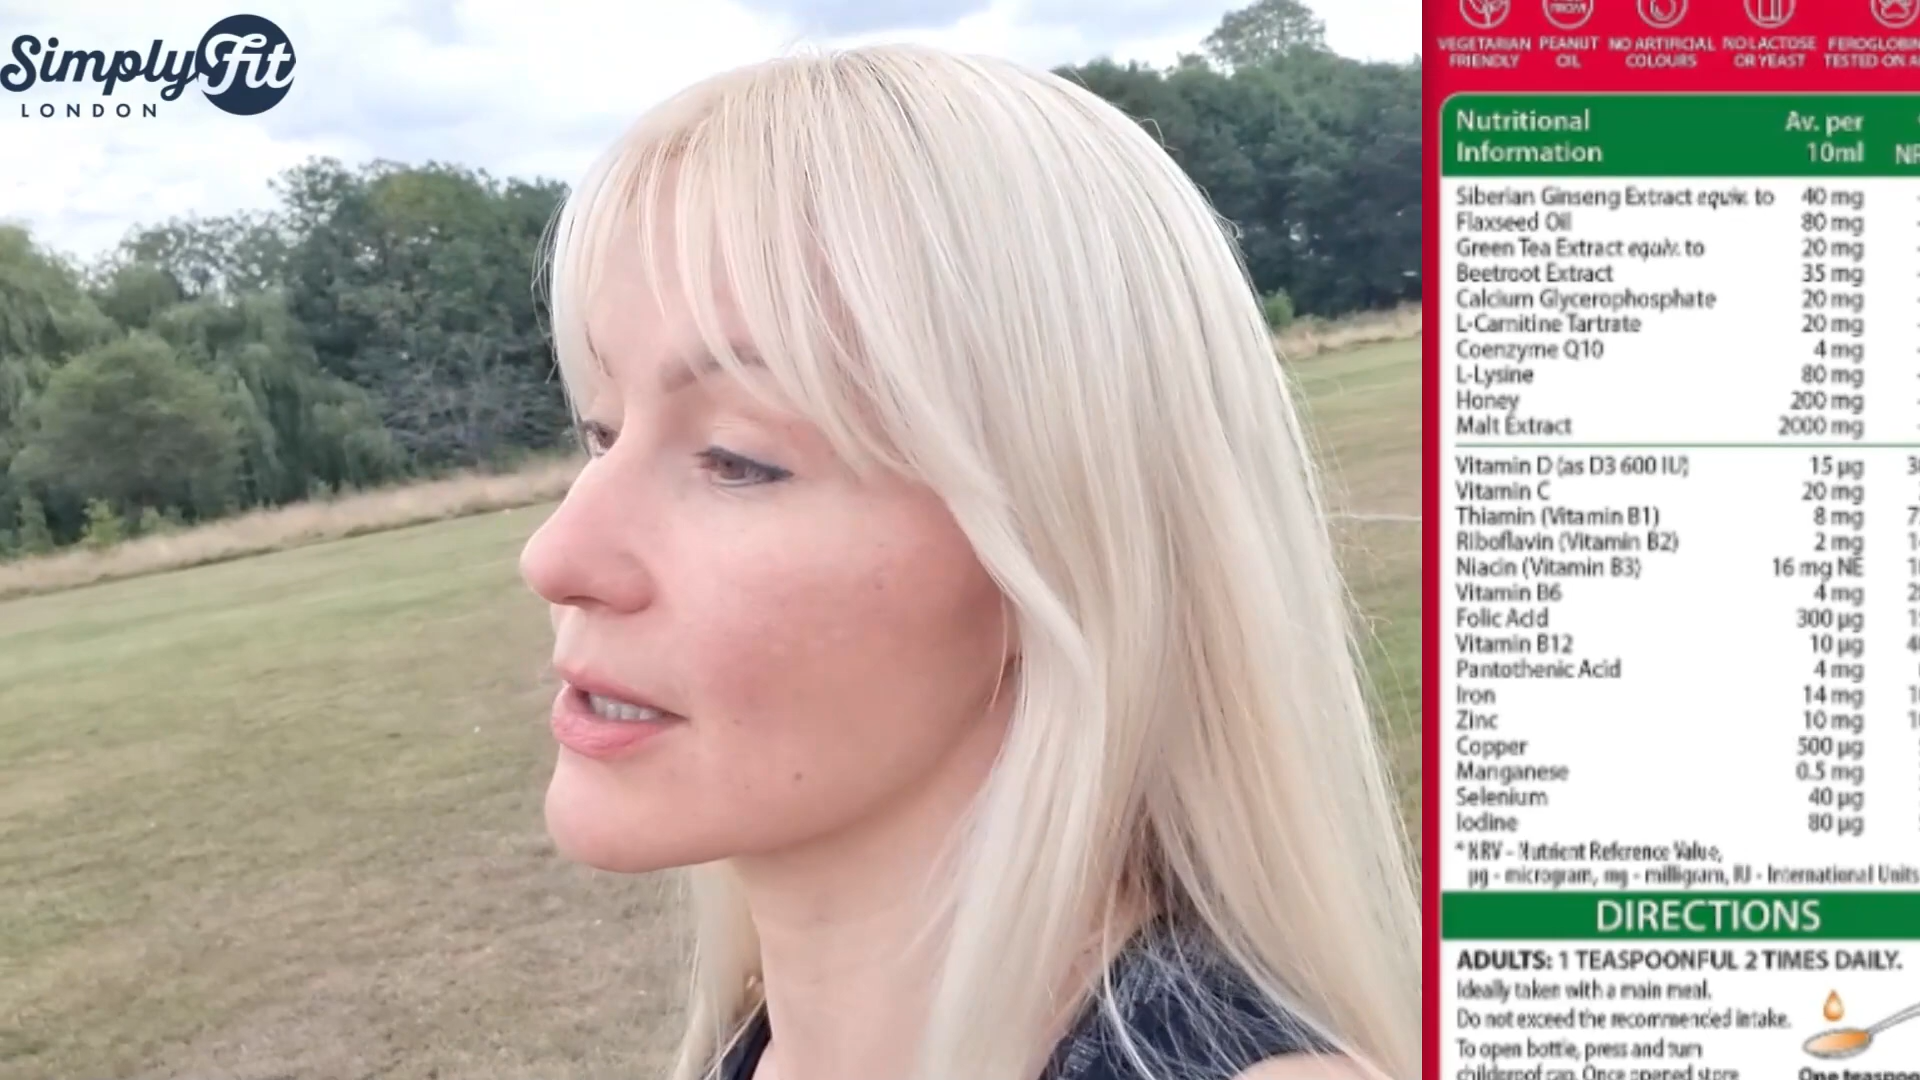 SimplyFit
LONDON
VEGETARIAN FRIENDLY
PEANUT OIL
NO ARTIFICIAL COLOURS
NO LACTOSE OR YEAST
TESTED ON
Nutritional Information Av. per 10ml
Siberian Ginseng Extract equiv. to 40 mg
Flaxseed Oil 80 mg
Green Tea Extract equiv. to 20 mg
Beetroot Extract 35 mg
Calcium Glycerophosphate 20 mg
L-Carnitine Tartrate 20 mg
Coenzyme Q10 4 mg
L-Lysine 80 mg
Honey 200 mg
Malt Extract 2000 mg
Vitamin D (as D3 600 IU) 15 µg
Vitamin C 20 mg
Thiamin (Vitamin B1) 8 mg
Riboflavin (Vitamin B2) 2 mg
Niacin (Vitamin B3) 16 mg NE
Vitamin B6 4 mg
Folic Acid 300 µg
Vitamin B12 10 µg
Pantothenic Acid 4 mg
Iron 14 mg
Zinc 10 mg
Copper 500 µg
Manganese 0.5 mg
Selenium 40 µg
Iodine 80 µg
* NRV - Nutrient Reference Value,
µg - microgram, mg - milligram, IU - International Units
DIRECTIONS
ADULTS: 1 TEASPOONFUL 2 TIMES DAILY.
Ideally taken with a main meal.
Do not exceed the recommended intake.
To open bottle, press and turn
childproof cap. Once opened store
One